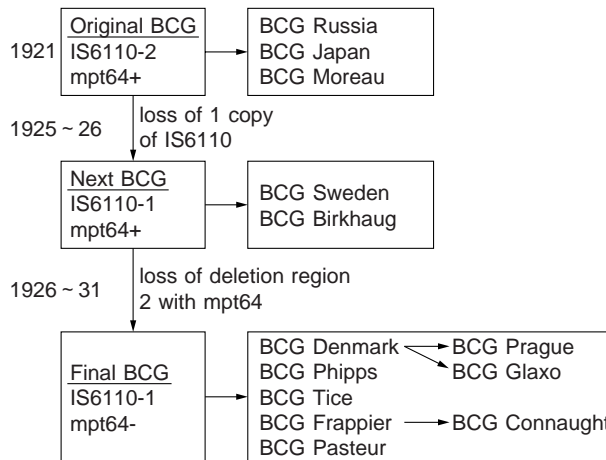 1921
Original BCG
IS6110-2
mpt64+
BCG Russia
BCG Japan
BCG Moreau
1925 ~ 26
loss of 1 copy
of IS6110
Next BCG
IS6110-1
mpt64+
BCG Sweden
BCG Birkhaug
1926 ~ 31
loss of deletion region
2 with mpt64
Final BCG
IS6110-1
mpt64-
BCG Denmark
BCG Prague
BCG Phipps
BCG Glaxo
BCG Tice
BCG Frappier
BCG Connaught
BCG Pasteur